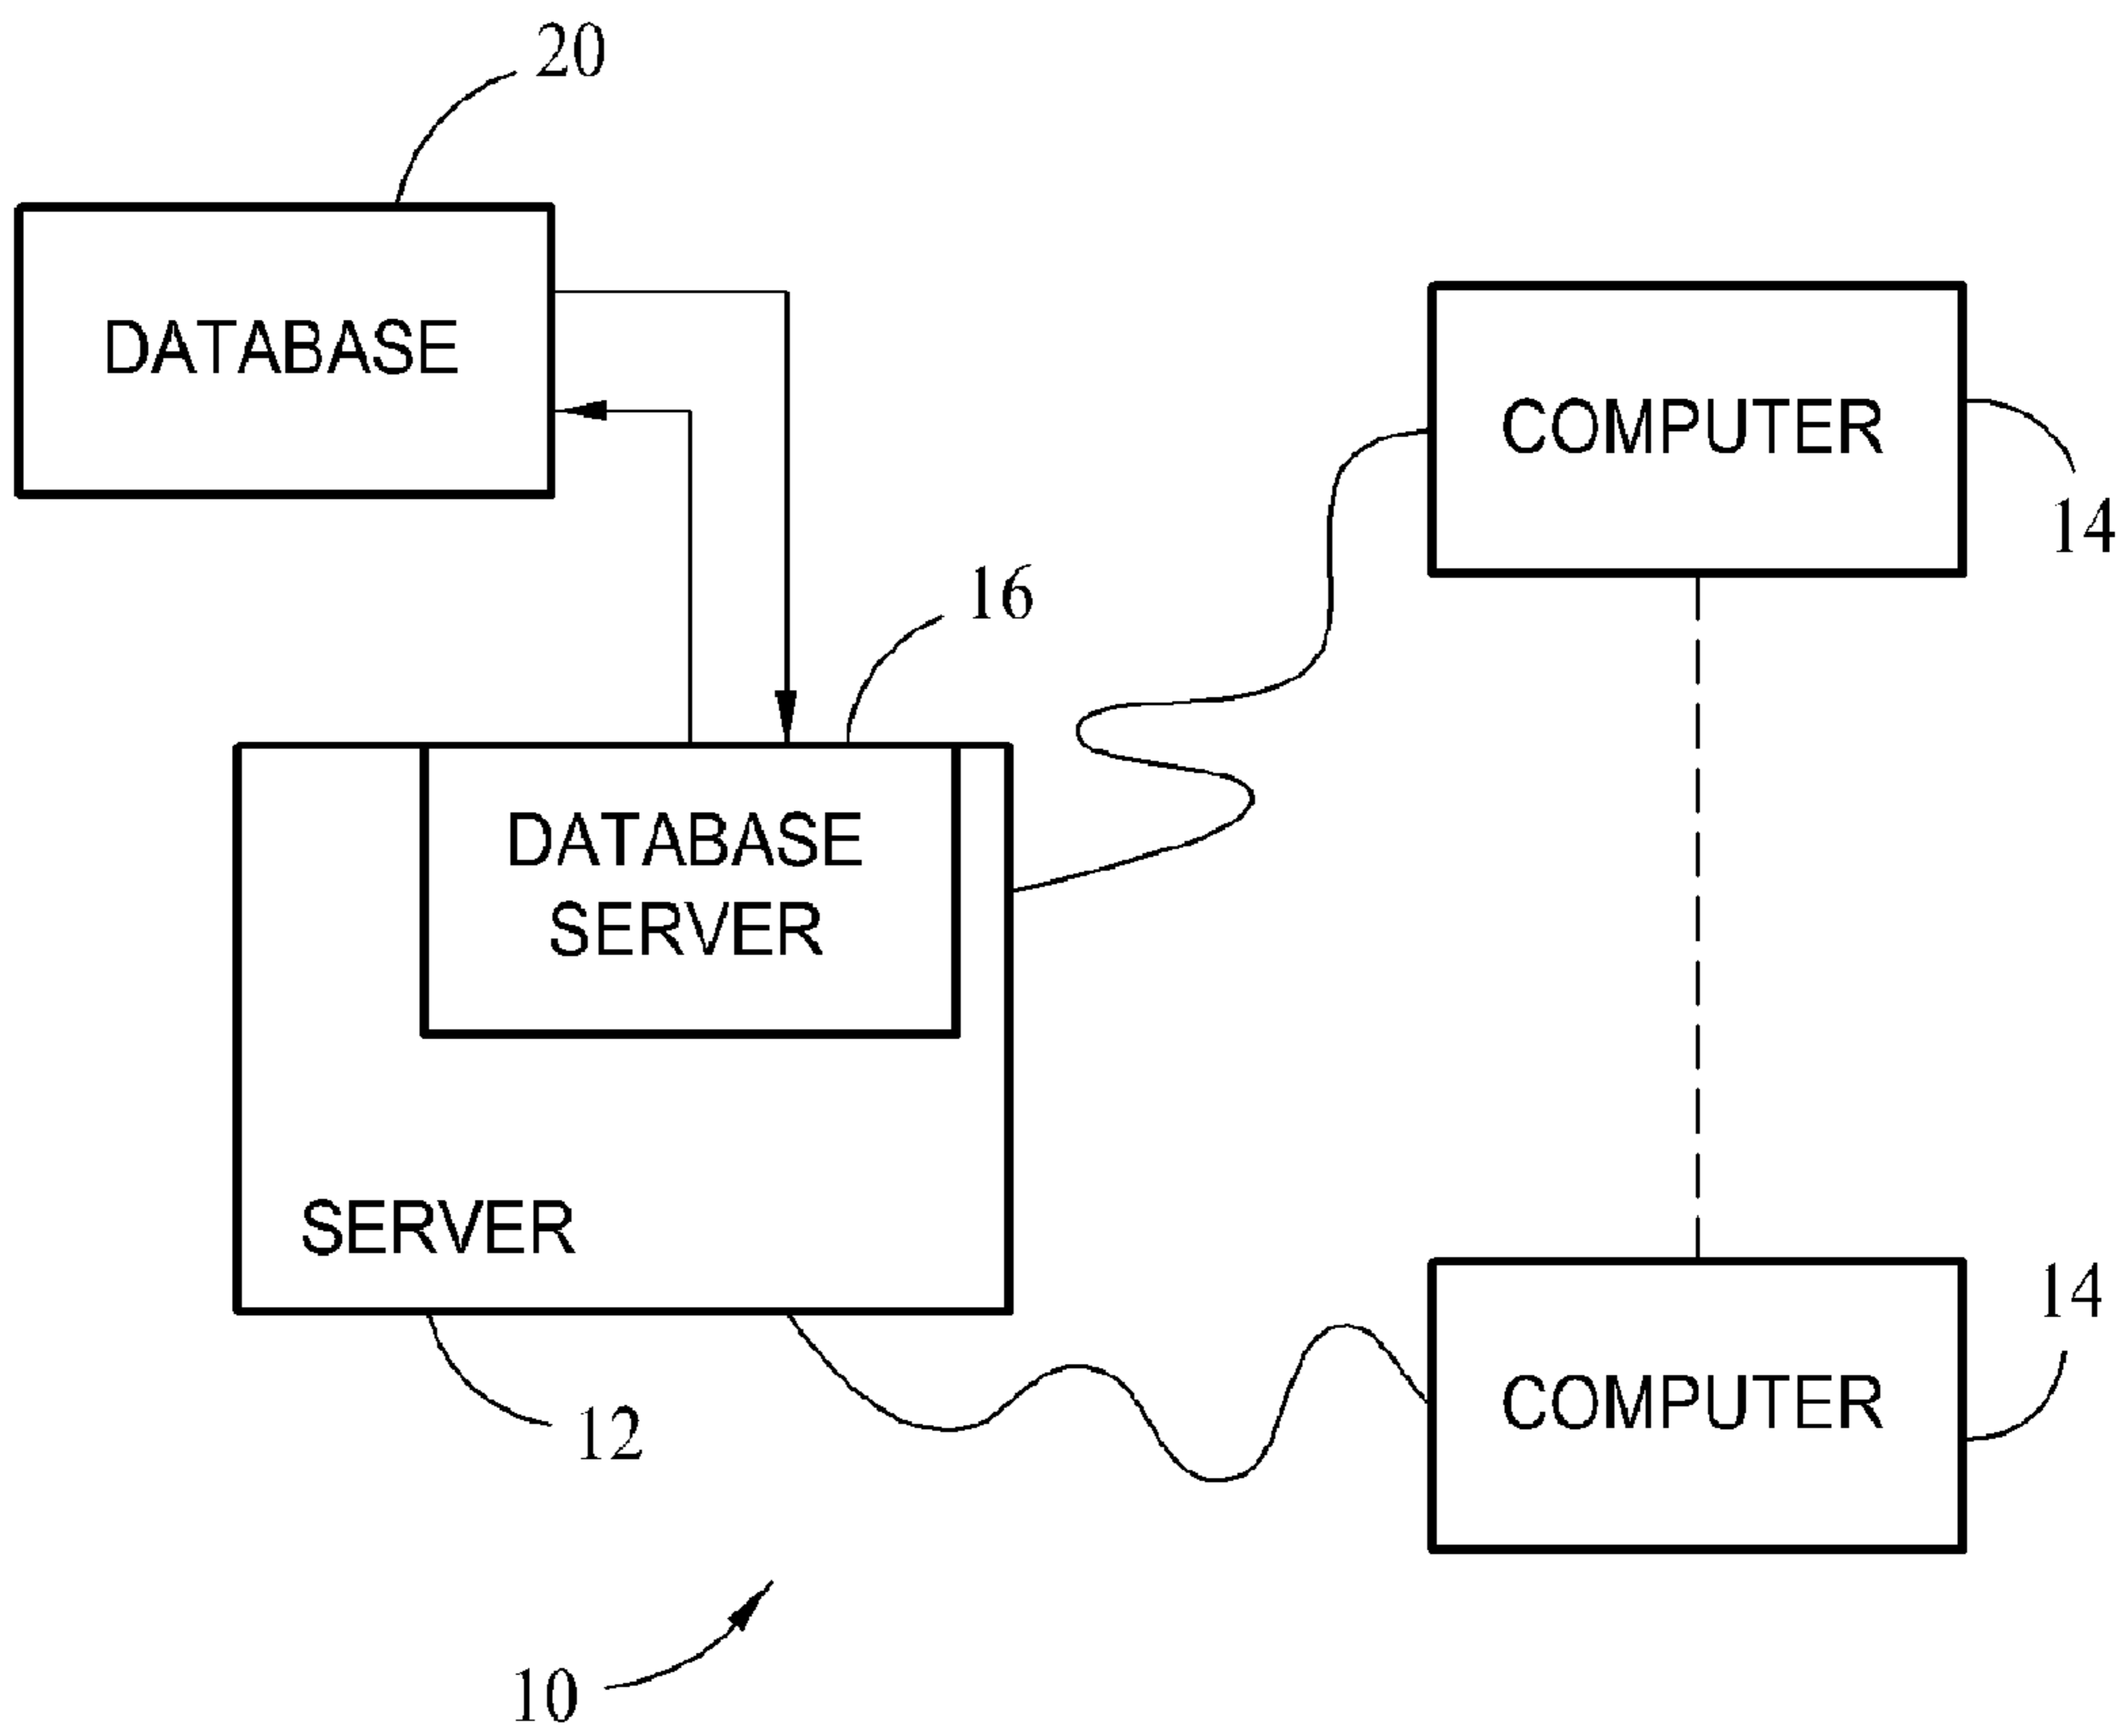 20
DATABASE
COMPUTER
14
16
DATABASE
SERVER
SERVER
14
COMPUTER
12
10